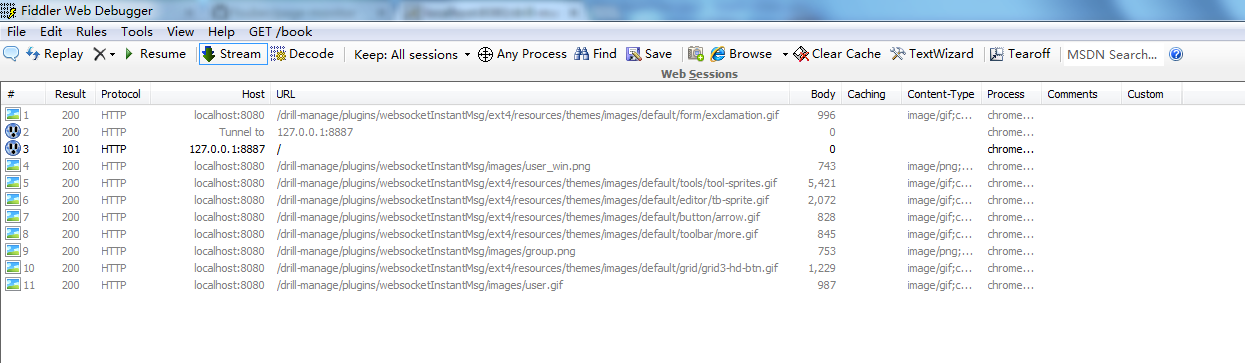 Fiddler Web Debugger
File Edit Rules Tools View Help GET /book
Replay Resume Stream Decode Keep: All sessions Any Process Find Save Browse Clear Cache TextWizard Tearoff MSDN Search...
Web Sessions
# Result Protocol Host URL Body Caching Content-Type Process Comments Custom
1 200 HTTP localhost:8080 /drill-manage/plugins/websocketInstantMsg/ext4/resources/themes/images/default/form/exclamation.gif 996 image/gif;c... chrome...
2 200 HTTP Tunnel to 127.0.0.1:8887 0 chrome...
3 101 HTTP 127.0.0.1:8887 / 0 chrome...
4 200 HTTP localhost:8080 /drill-manage/plugins/websocketInstantMsg/images/user_win.png 743 image/png;... chrome...
5 200 HTTP localhost:8080 /drill-manage/plugins/websocketInstantMsg/ext4/resources/themes/images/default/tools/tool-sprites.gif 5,421 image/gif;c... chrome...
6 200 HTTP localhost:8080 /drill-manage/plugins/websocketInstantMsg/ext4/resources/themes/images/default/editor/tb-sprite.gif 2,072 image/gif;c... chrome...
7 200 HTTP localhost:8080 /drill-manage/plugins/websocketInstantMsg/ext4/resources/themes/images/default/button/arrow.gif 828 image/gif;c... chrome...
8 200 HTTP localhost:8080 /drill-manage/plugins/websocketInstantMsg/ext4/resources/themes/images/default/toolbar/more.gif 845 image/gif;c... chrome...
9 200 HTTP localhost:8080 /drill-manage/plugins/websocketInstantMsg/images/group.png 753 image/png;... chrome...
10 200 HTTP localhost:8080 /drill-manage/plugins/websocketInstantMsg/ext4/resources/themes/images/default/grid/grid3-hd-btn.gif 1,229 image/gif;c... chrome...
11 200 HTTP localhost:8080 /drill-manage/plugins/websocketInstantMsg/images/user.gif 987 image/gif;c... chrome...